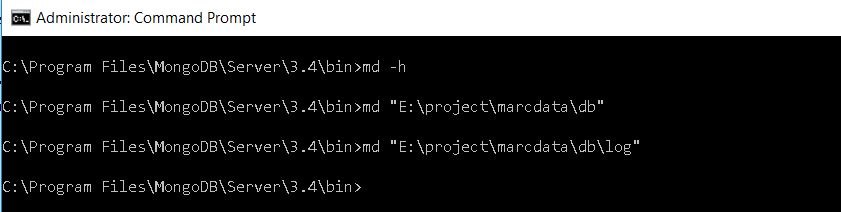 Administrator: Command Prompt
C:\Program Files\MongoDB\Server\3.4\bin>md -h
C:\Program Files\MongoDB\Server\3.4\bin>md "E:\project\marcdata\db"
C:\Program Files\MongoDB\Server\3.4\bin>md "E:\project\marcdata\db\log"
C:\Program Files\MongoDB\Server\3.4\bin>